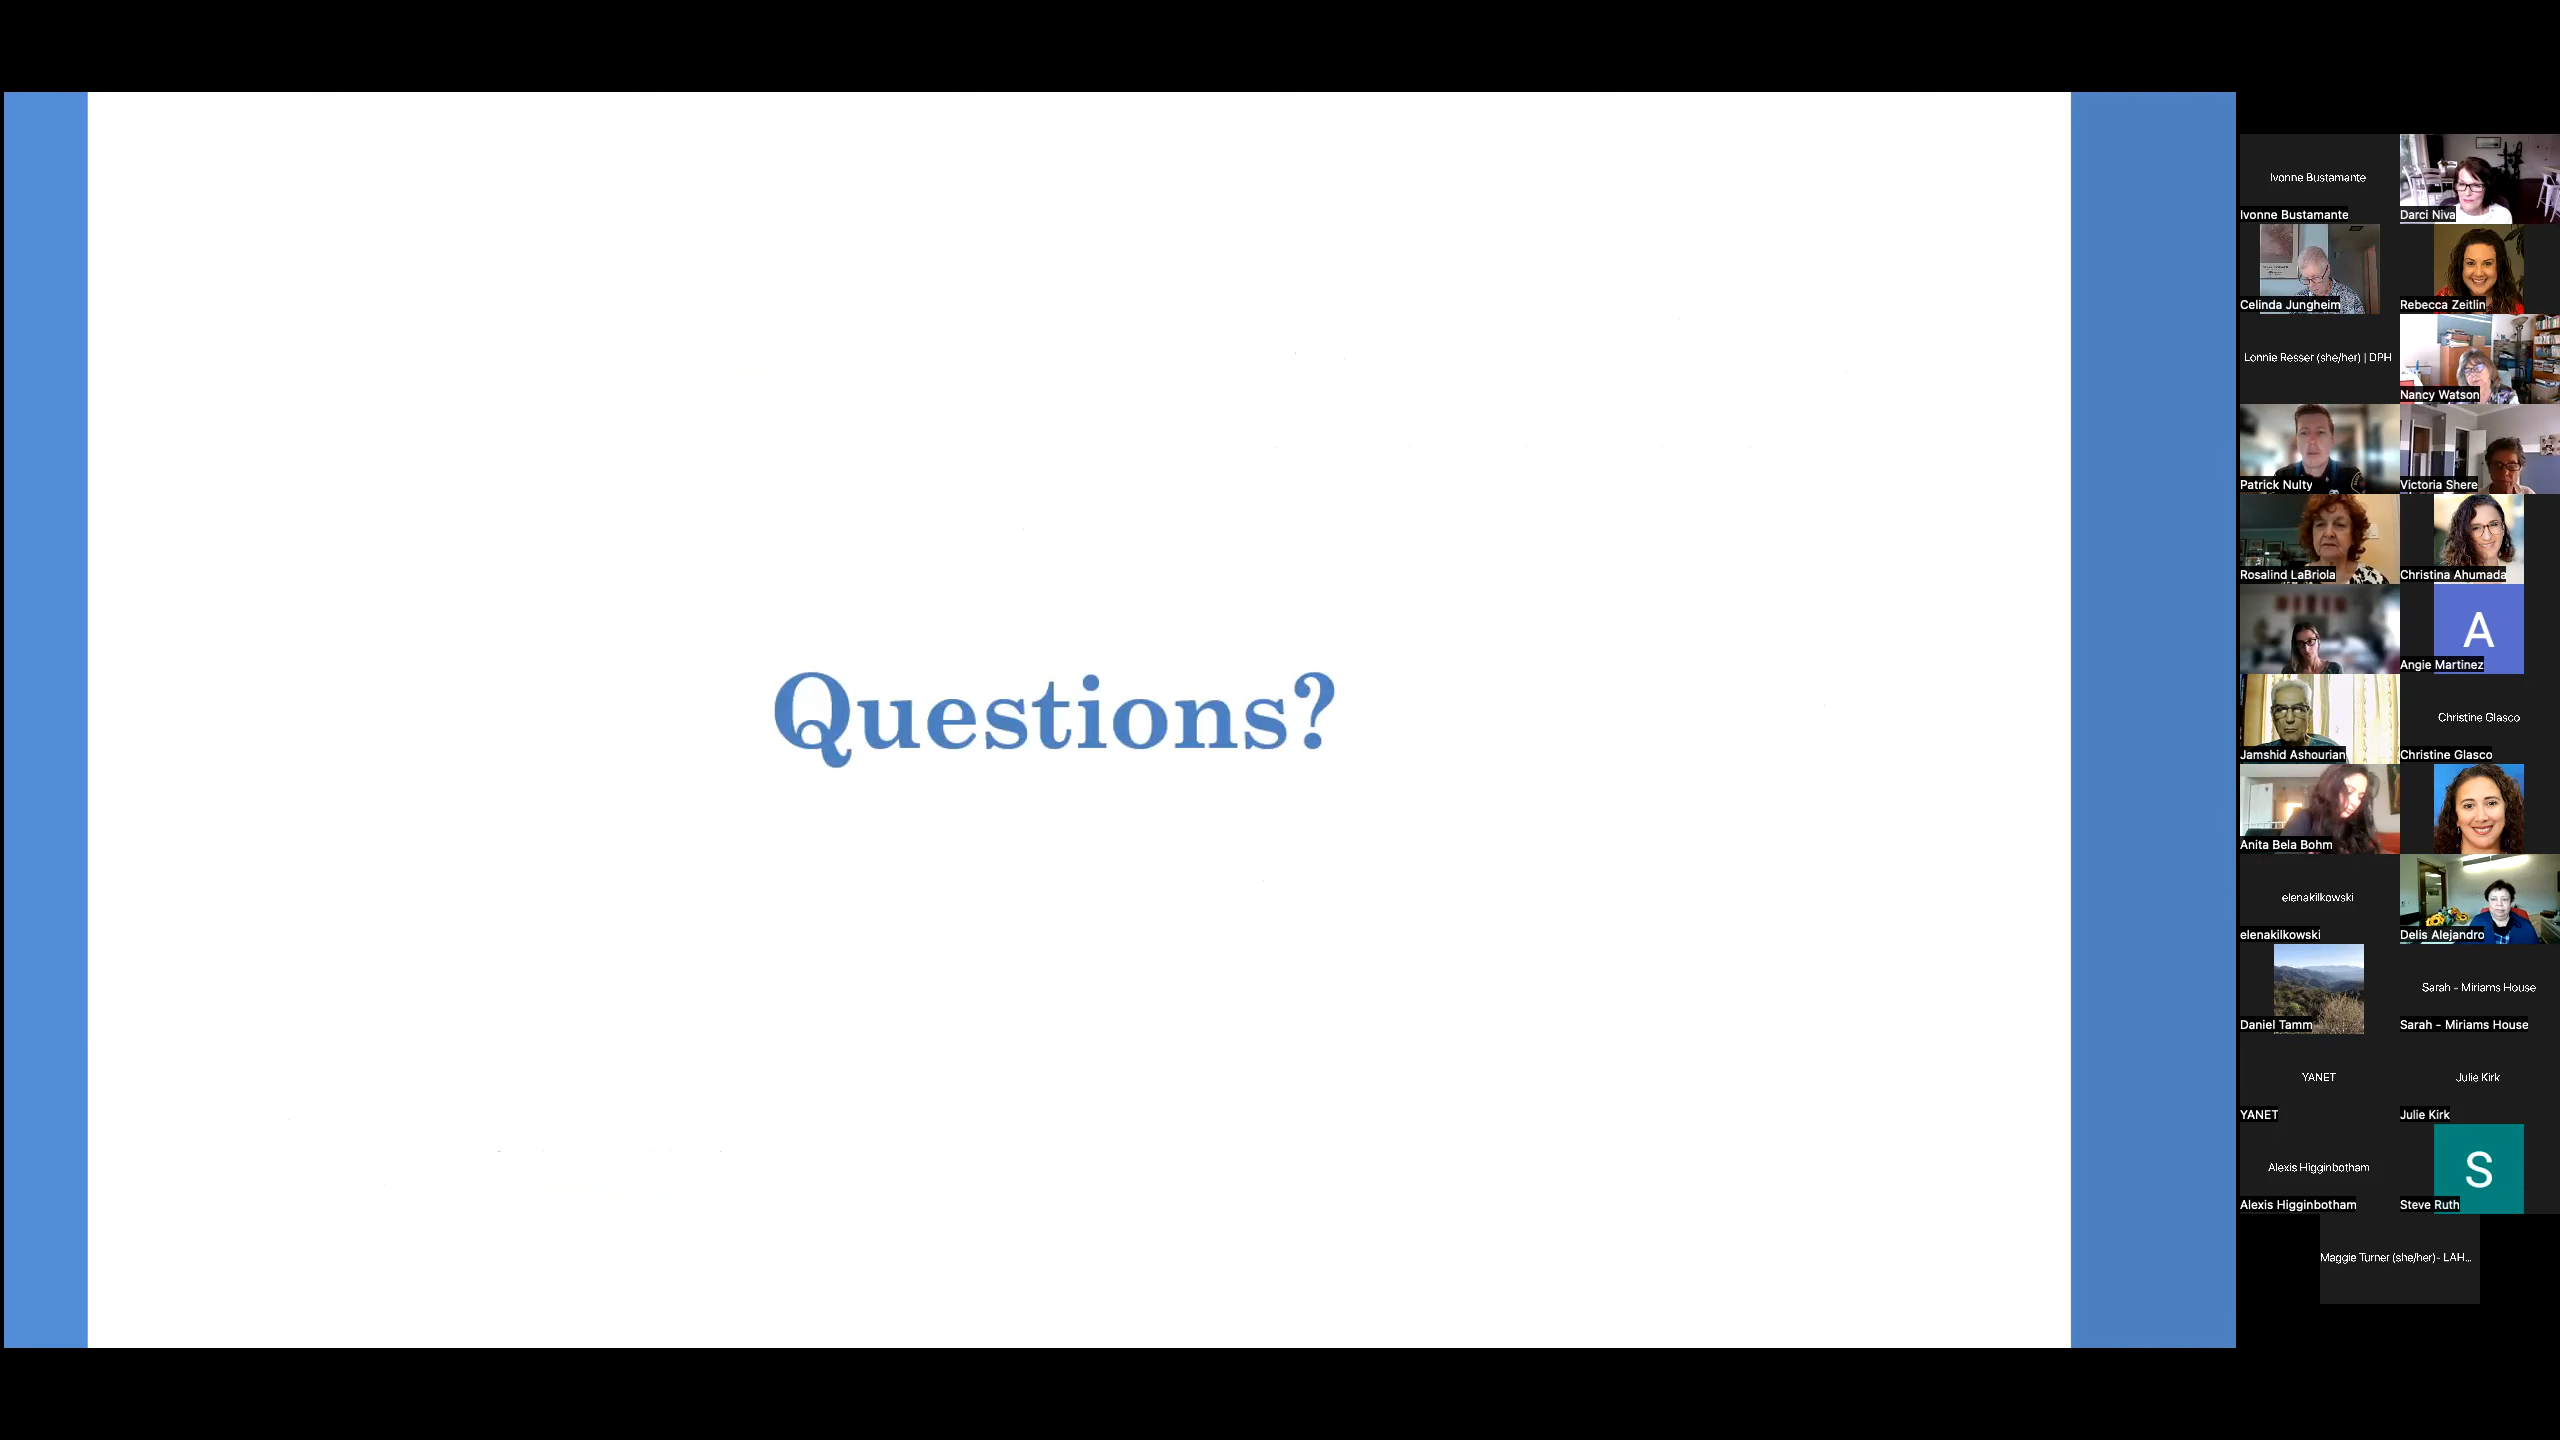 Questions?
Ivonne Bustamante
Ivonne Bustamante
Darci Niva
Celinda Jungheim
Rebecca Zeitlin
Lonnie Resser (she/her) | DPH
Nancy Watson
Patrick Nulty
Victoria Shere
Rosalind LaBriola
Christina Ahumada
A
Angie Martinez
Jamshid Ashourian
Christine Glasco
Christine Glasco
Anita Bela Bohm
elenakilkowski
elenakilkowski
Delis Alejandro
Daniel Tamm
Sarah - Miriams House
Sarah - Miriams House
YANET
YANET
Julie Kirk
Julie Kirk
Alexis Higginbotham
Alexis Higginbotham
S
Steve Ruth
Maggie Turner (she/her)- LAH...